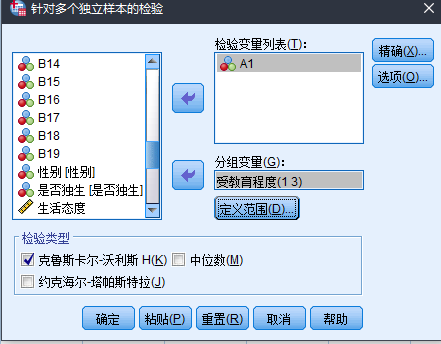 针对多个独立样本的检验
检验变量列表(T):
B14
B15
B16
B17
B18
B19
性别 [性别]
是否独生 [是否独生]
生活态度
A1
精确(X)...
选项(O)...
分组变量(G):
受教育程度(1 3)
定义范围(D)...
检验类型
克鲁斯卡尔-沃利斯 H(K) 中位数(M)
约克海尔-塔帕斯特拉(J)
确定 粘贴(P) 重置(R) 取消 帮助